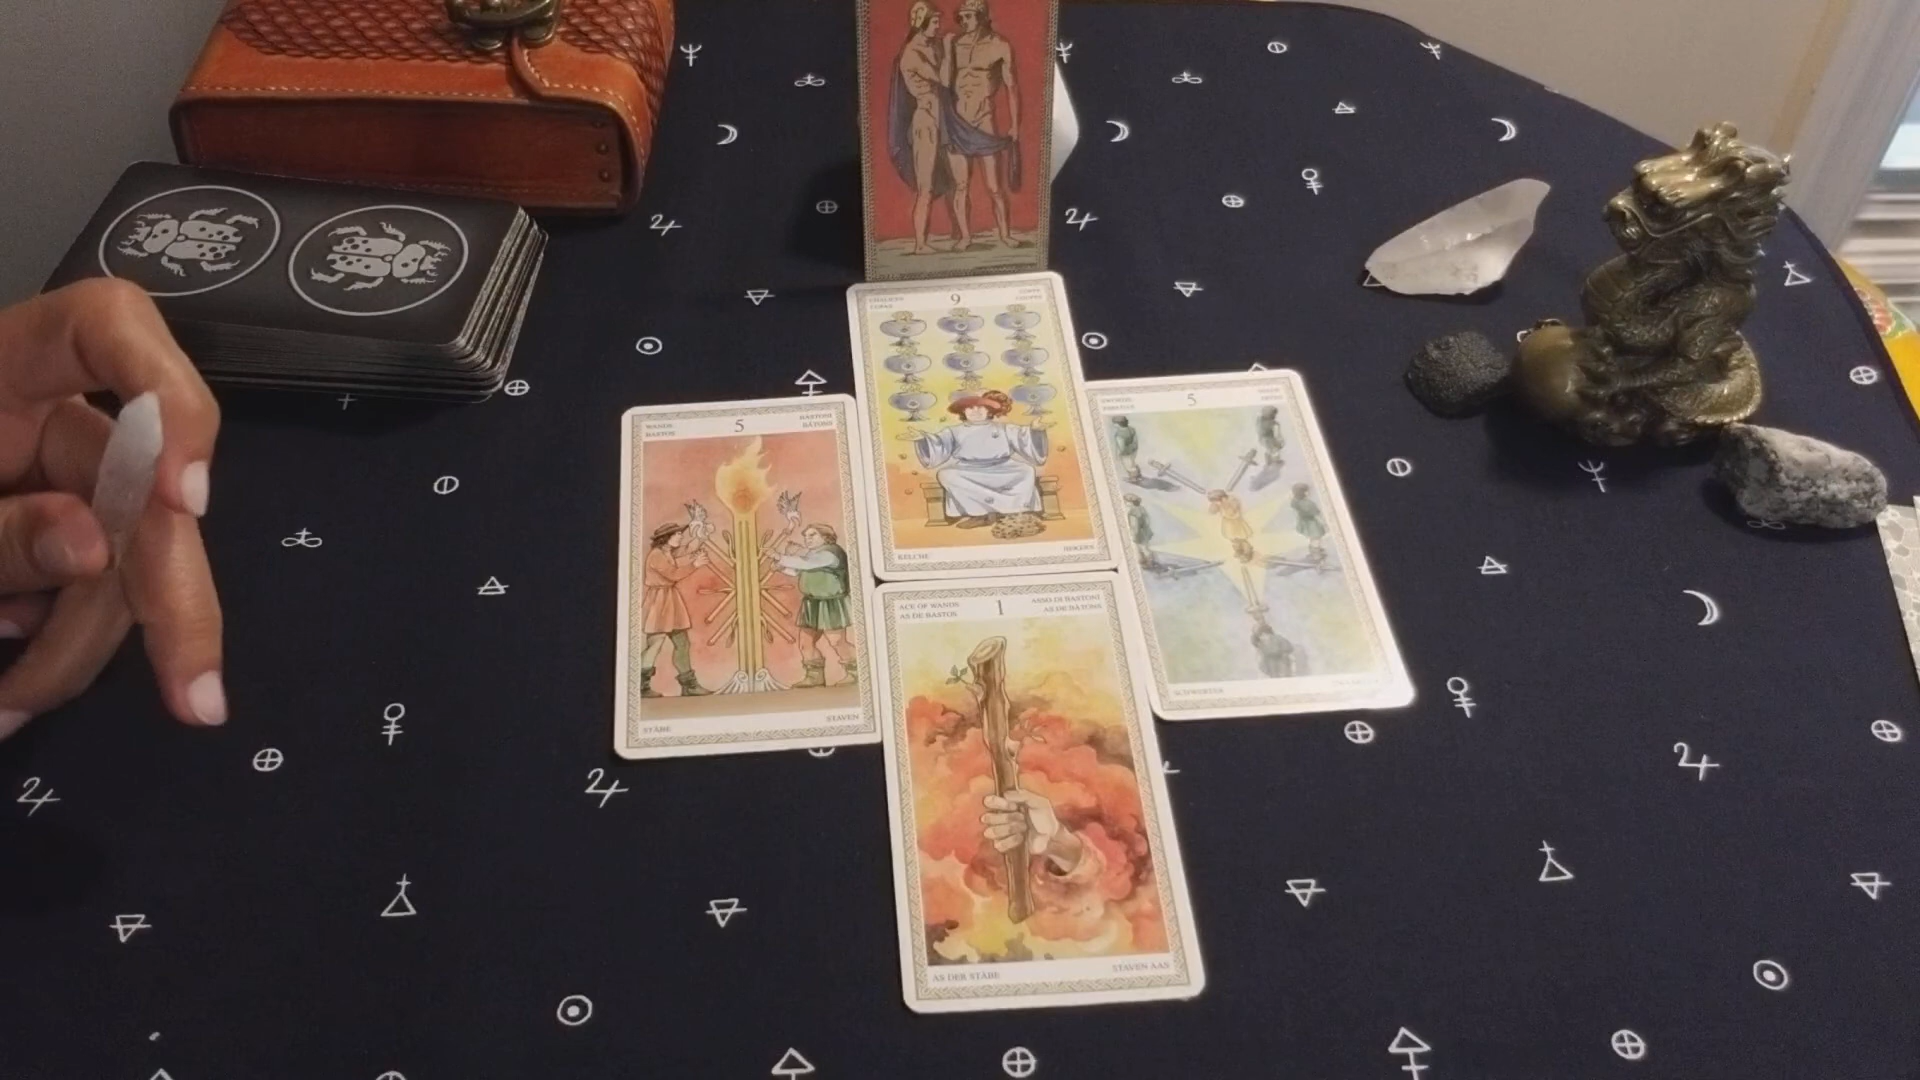 9
KELCHE
WANDS
BASTOS
5
BASTONI
BÂTONS
STÄBE
STAVEN
5
SCHWERTER
ACE OF WANDS
AS DE BASTOS
1
ASSO DI BASTONI
AS DE BÂTONS
AS DER STÄBE
STAVEN AAS